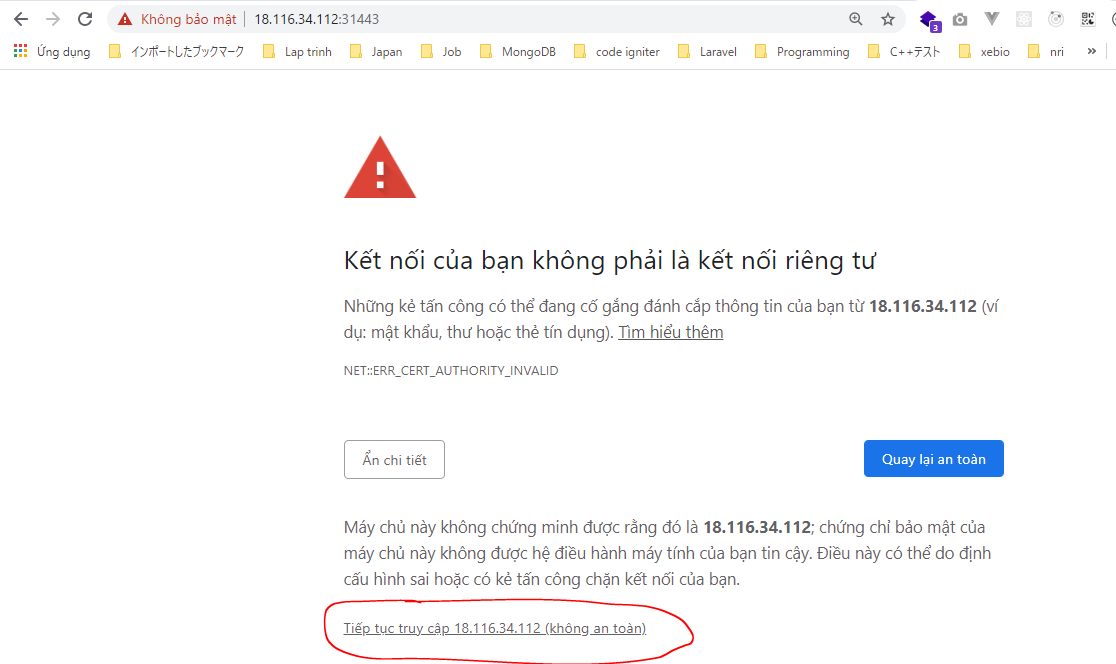 Không bảo mật 18.116.34.112:31443
3
Ứng dụng インポートしたブックマーク Lap trinh Japan Job MongoDB code igniter Laravel Programming C++テスト xebio nri »
Kết nối của bạn không phải là kết nối riêng tư
Những kẻ tấn công có thể đang cố gắng đánh cắp thông tin của bạn từ 18.116.34.112 (ví
dụ: mật khẩu, thư hoặc thẻ tín dụng). Tìm hiểu thêm
NET::ERR_CERT_AUTHORITY_INVALID
Ẩn chi tiết Quay lại an toàn
Máy chủ này không chứng minh được rằng đó là 18.116.34.112; chứng chỉ bảo mật của
máy chủ này không được hệ điều hành máy tính của bạn tin cậy. Điều này có thể do định
cấu hình sai hoặc có kẻ tấn công chặn kết nối của bạn.
Tiếp tục truy cập 18.116.34.112 (không an toàn)